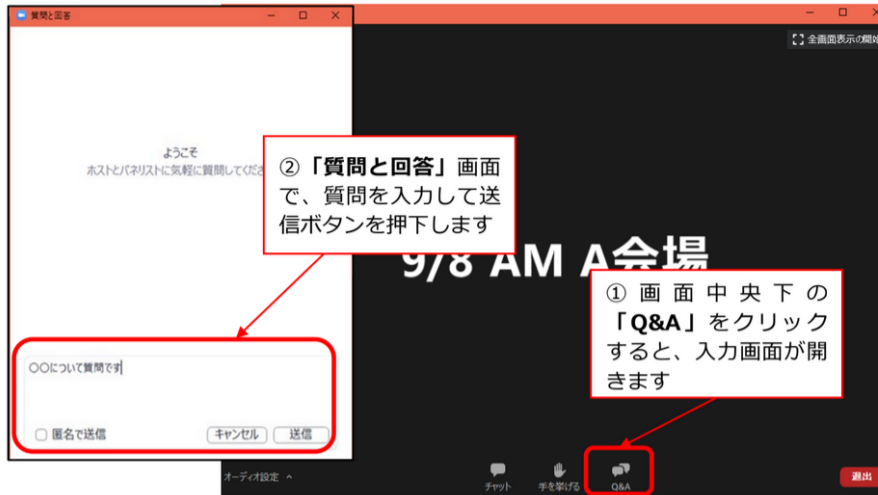 質問と回答
全画面表示の開始
ようこそ
ホストとパネリストに気軽に質問してくださ
②「質問と回答」画面
で、質問を入力して送
信ボタンを押下します
9/8 AM A会場
①画面中央下の
「Q&A」をクリック
すると、入力画面が開
きます
〇〇について質問です
匿名で送信
キャンセル
送信
オーディオ設定
チャット
手を挙げる
Q&A
退出